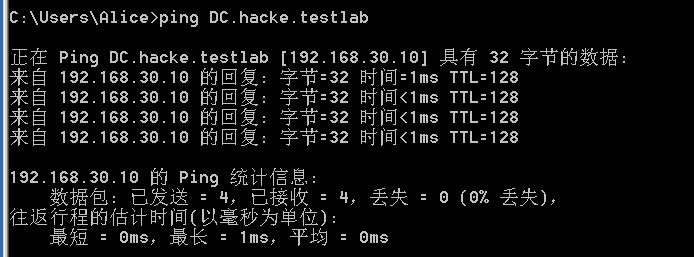 C:\Users\Alice>ping DC.hacke.testlab
正在 Ping DC.hacke.testlab [192.168.30.10] 具有 32 字节的数据:
来自 192.168.30.10 的回复: 字节=32 时间=1ms TTL=128
来自 192.168.30.10 的回复: 字节=32 时间<1ms TTL=128
来自 192.168.30.10 的回复: 字节=32 时间<1ms TTL=128
来自 192.168.30.10 的回复: 字节=32 时间<1ms TTL=128
192.168.30.10 的 Ping 统计信息:
数据包: 已发送 = 4，已接收 = 4，丢失 = 0 (0% 丢失)，
往返行程的估计时间(以毫秒为单位):
最短 = 0ms，最长 = 1ms，平均 = 0ms